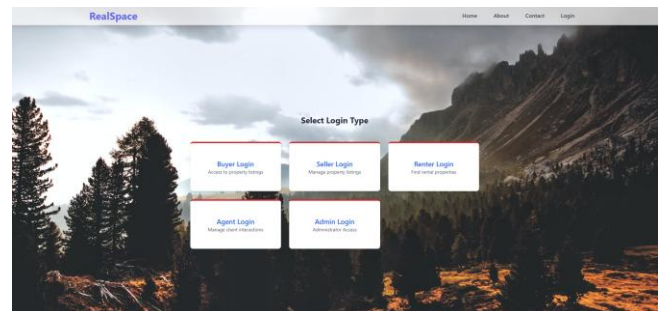 RealSpace
Home About Contact Login
Select Login Type
Buyer Login
Access to property listings
Seller Login
Manage property listings
Renter Login
Find rental properties
Agent Login
Manage client interactions
Admin Login
Administrator Access